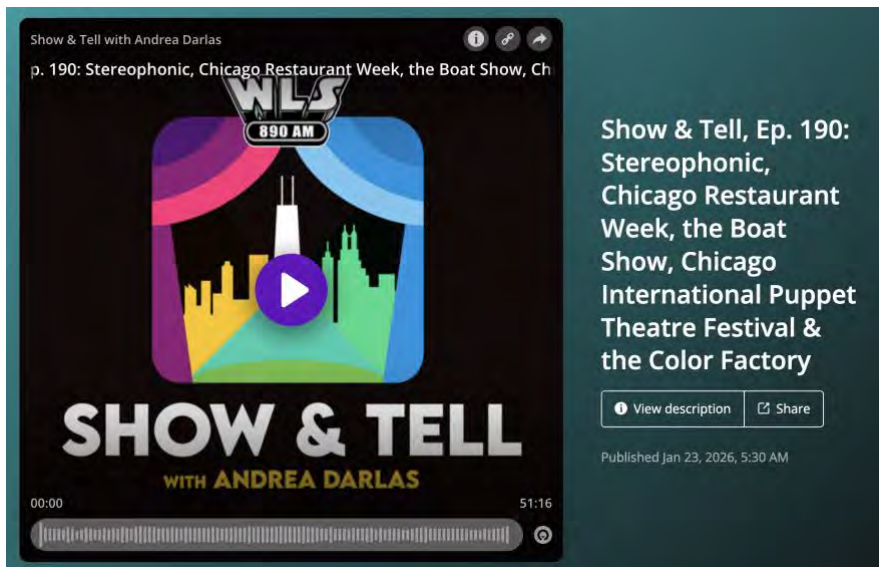 Show & Tell with Andrea Darlas
p. 190: Stereophonic, Chicago Restaurant Week, the Boat Show, Ch
WLS
890 AM
SHOW & TELL
WITH ANDREA DARLAS
00:00
51:16
Show & Tell, Ep. 190:
Stereophonic,
Chicago Restaurant
Week, the Boat
Show, Chicago
International Puppet
Theatre Festival &
the Color Factory
View description
Share
Published Jan 23, 2026, 5:30 AM